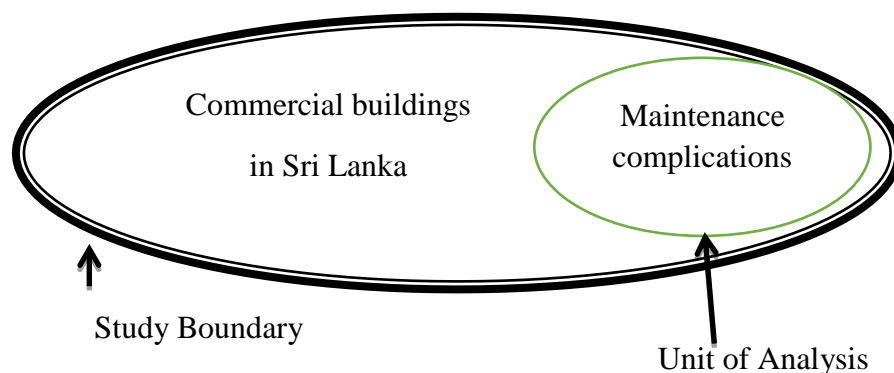 Commercial buildings
in Sri Lanka
Maintenance
complications
Study Boundary
Unit of Analysis